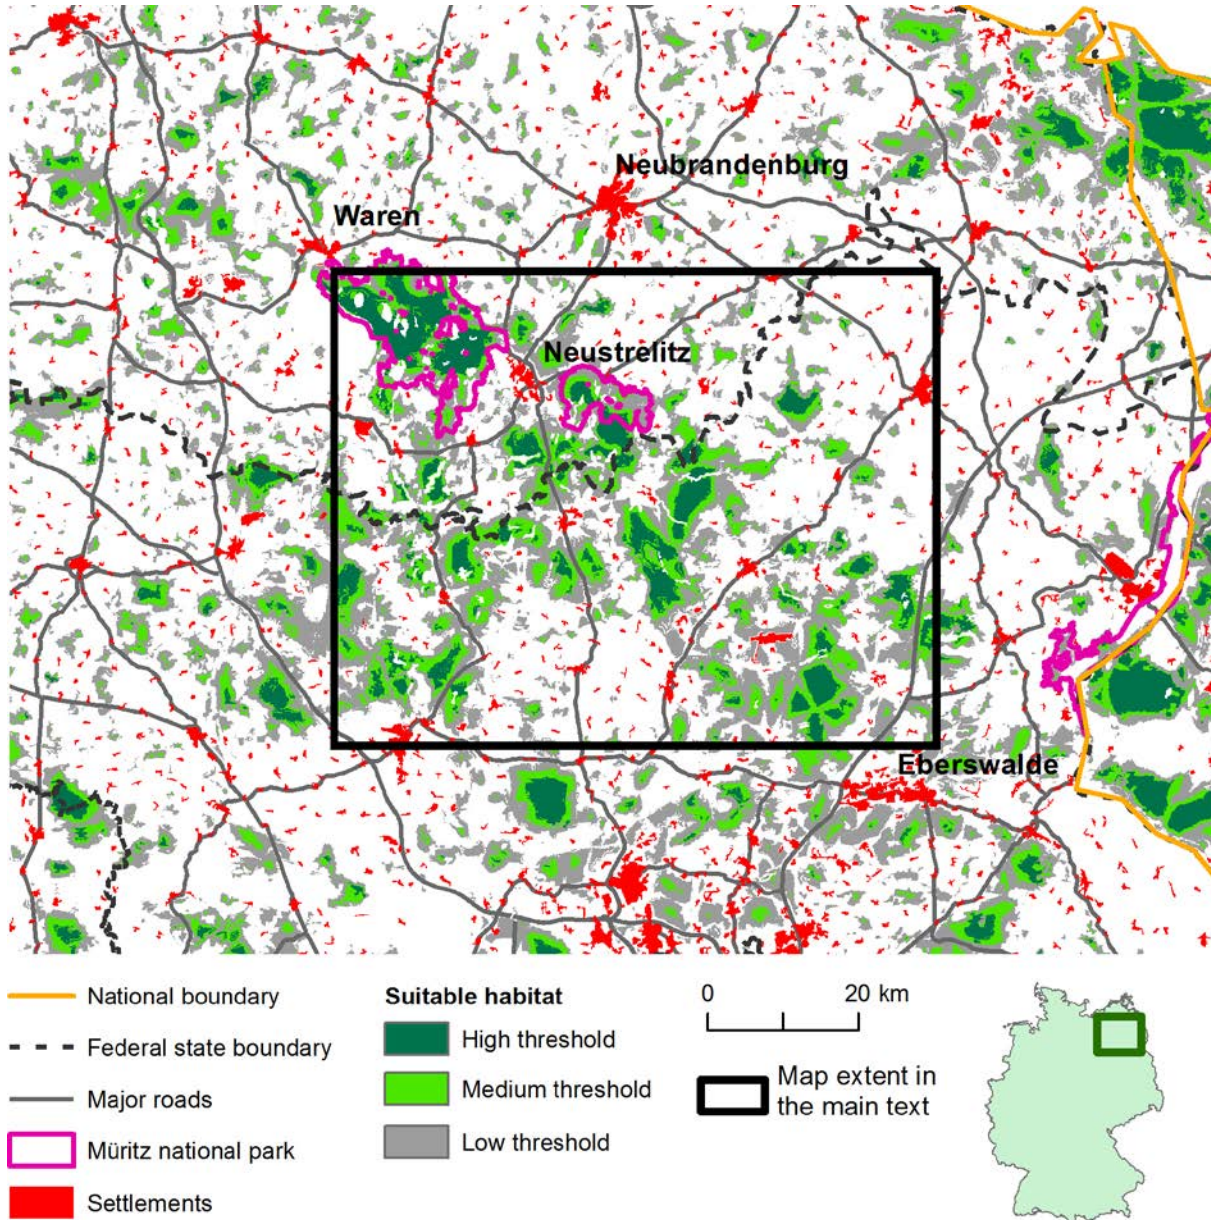 Neubrandenburg
Waren
Neustrelitz
Eberswalde
National boundary
Federal state boundary
Major roads
Müritz national park
Settlements
Suitable habitat
High threshold
Medium threshold
Low threshold
0 20 km
Map extent in
the main text